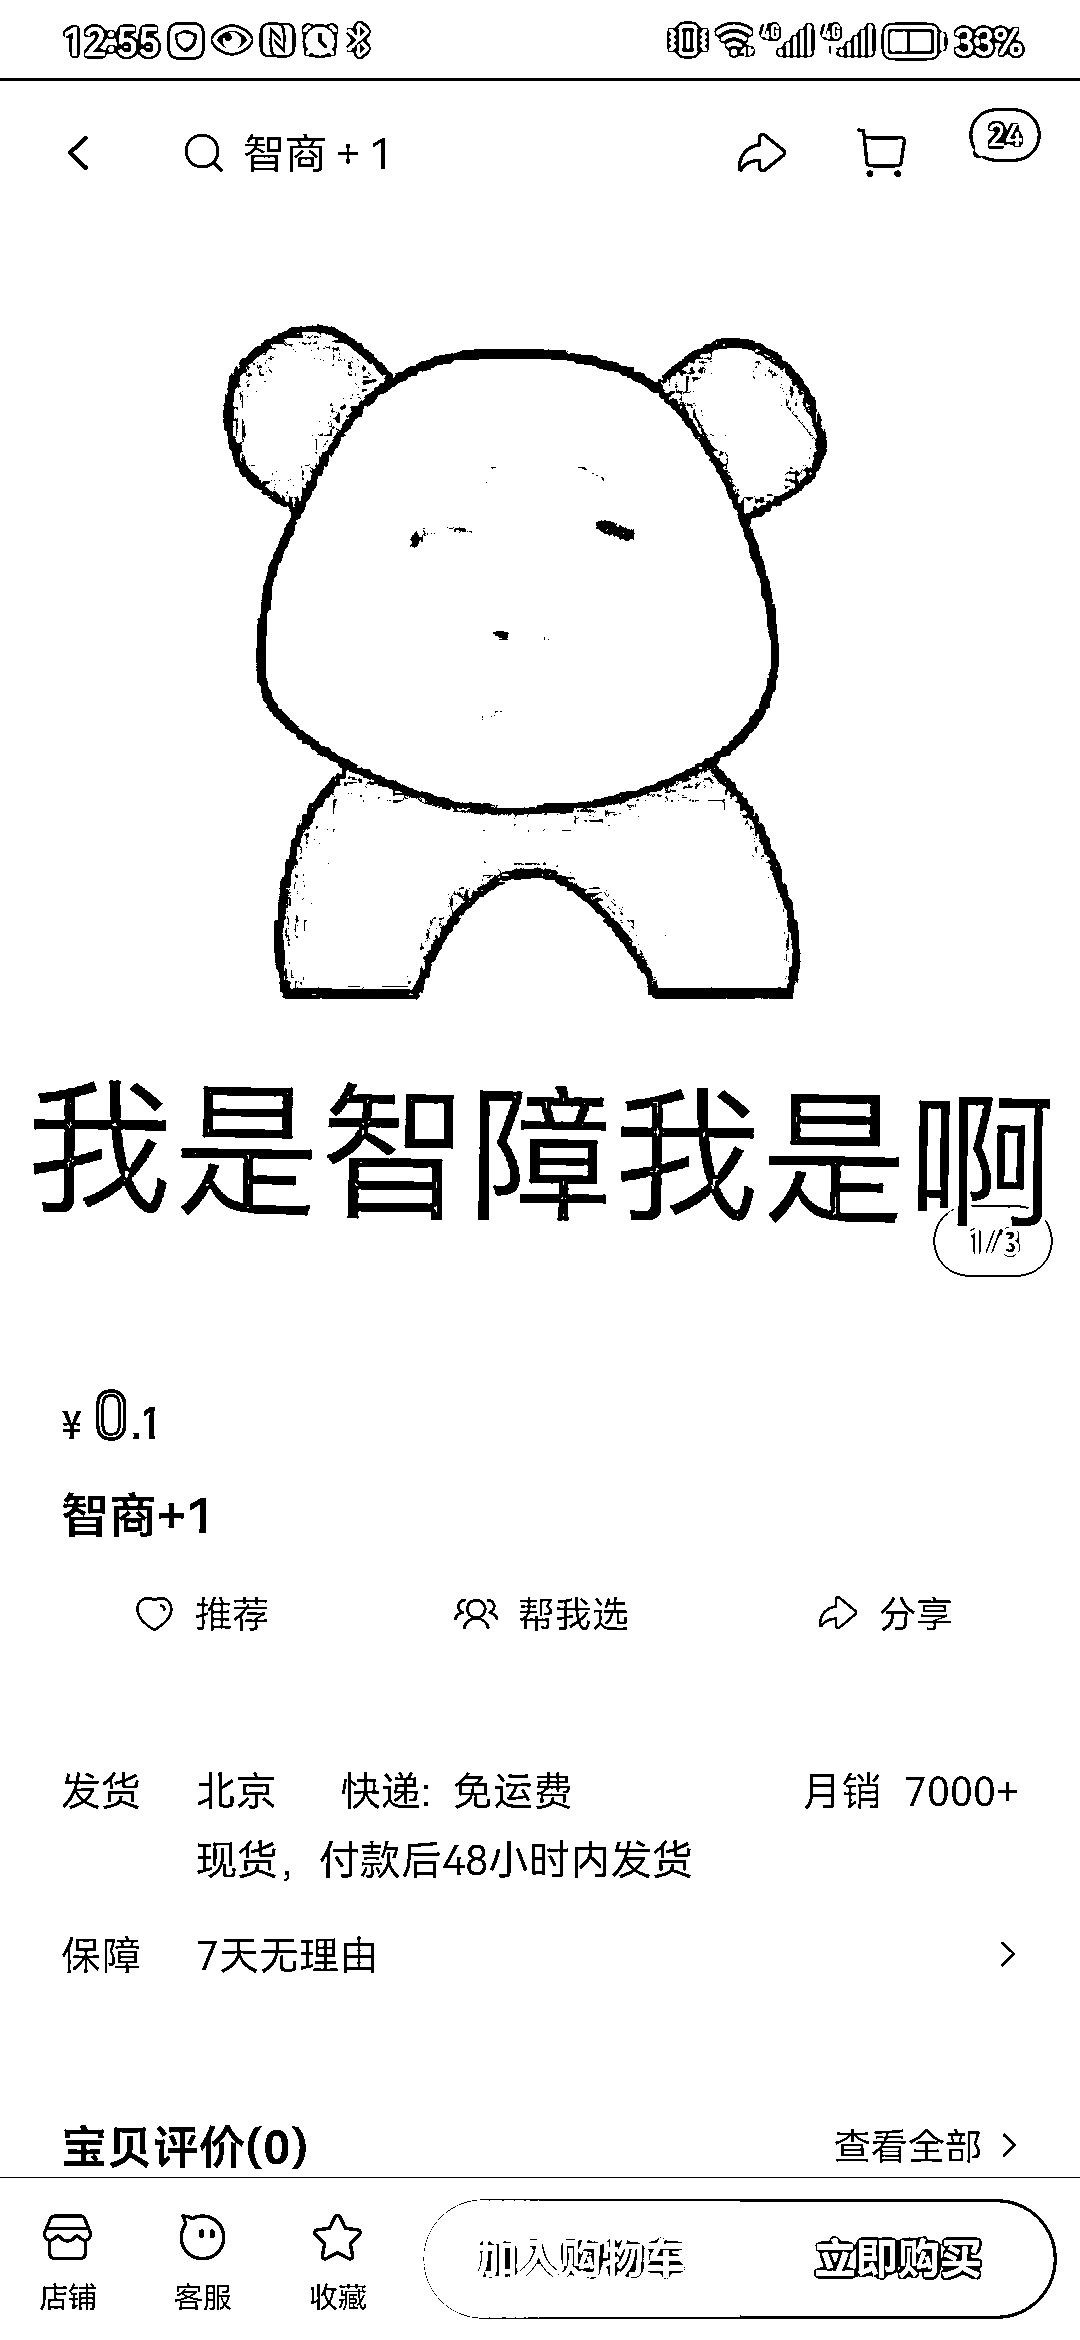 12:55 4G 4G 33%
智商 + 1 24
我是智障我是啊
1/3
¥ 0.1
智商+1
推荐 帮我选 分享
发货 北京 快递: 免运费 月销 7000+
现货，付款后48小时内发货
保障 7天无理由
宝贝评价(0) 查看全部
店铺 客服 收藏 加入购物车 立即购买